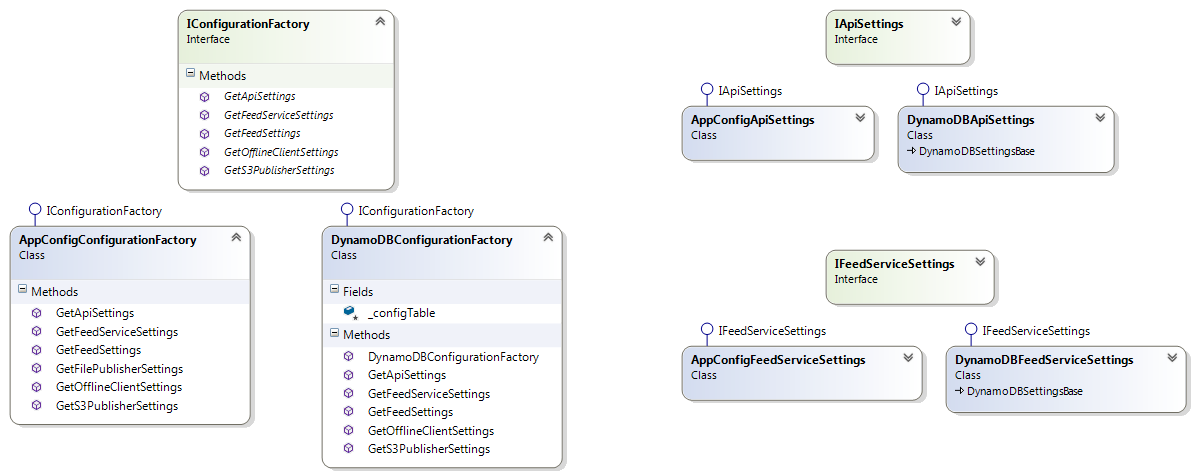 IConfigurationFactory
Interface
Methods
GetApiSettings
GetFeedServiceSettings
GetFeedSettings
GetOfflineClientSettings
GetS3PublisherSettings
IConfigurationFactory
AppConfigConfigurationFactory
Class
Methods
GetApiSettings
GetFeedServiceSettings
GetFeedSettings
GetFilePublisherSettings
GetOfflineClientSettings
GetS3PublisherSettings
IConfigurationFactory
DynamoDBConfigurationFactory
Class
Fields
_configTable
Methods
DynamoDBConfigurationFactory
GetApiSettings
GetFeedServiceSettings
GetFeedSettings
GetOfflineClientSettings
GetS3PublisherSettings
IApiSettings
Interface
IApiSettings
AppConfigApiSettings
Class
IApiSettings
DynamoDBApiSettings
Class
DynamoDBSettingsBase
IFeedServiceSettings
Interface
IFeedServiceSettings
AppConfigFeedServiceSettings
Class
IFeedServiceSettings
DynamoDBFeedServiceSettings
Class
DynamoDBSettingsBase